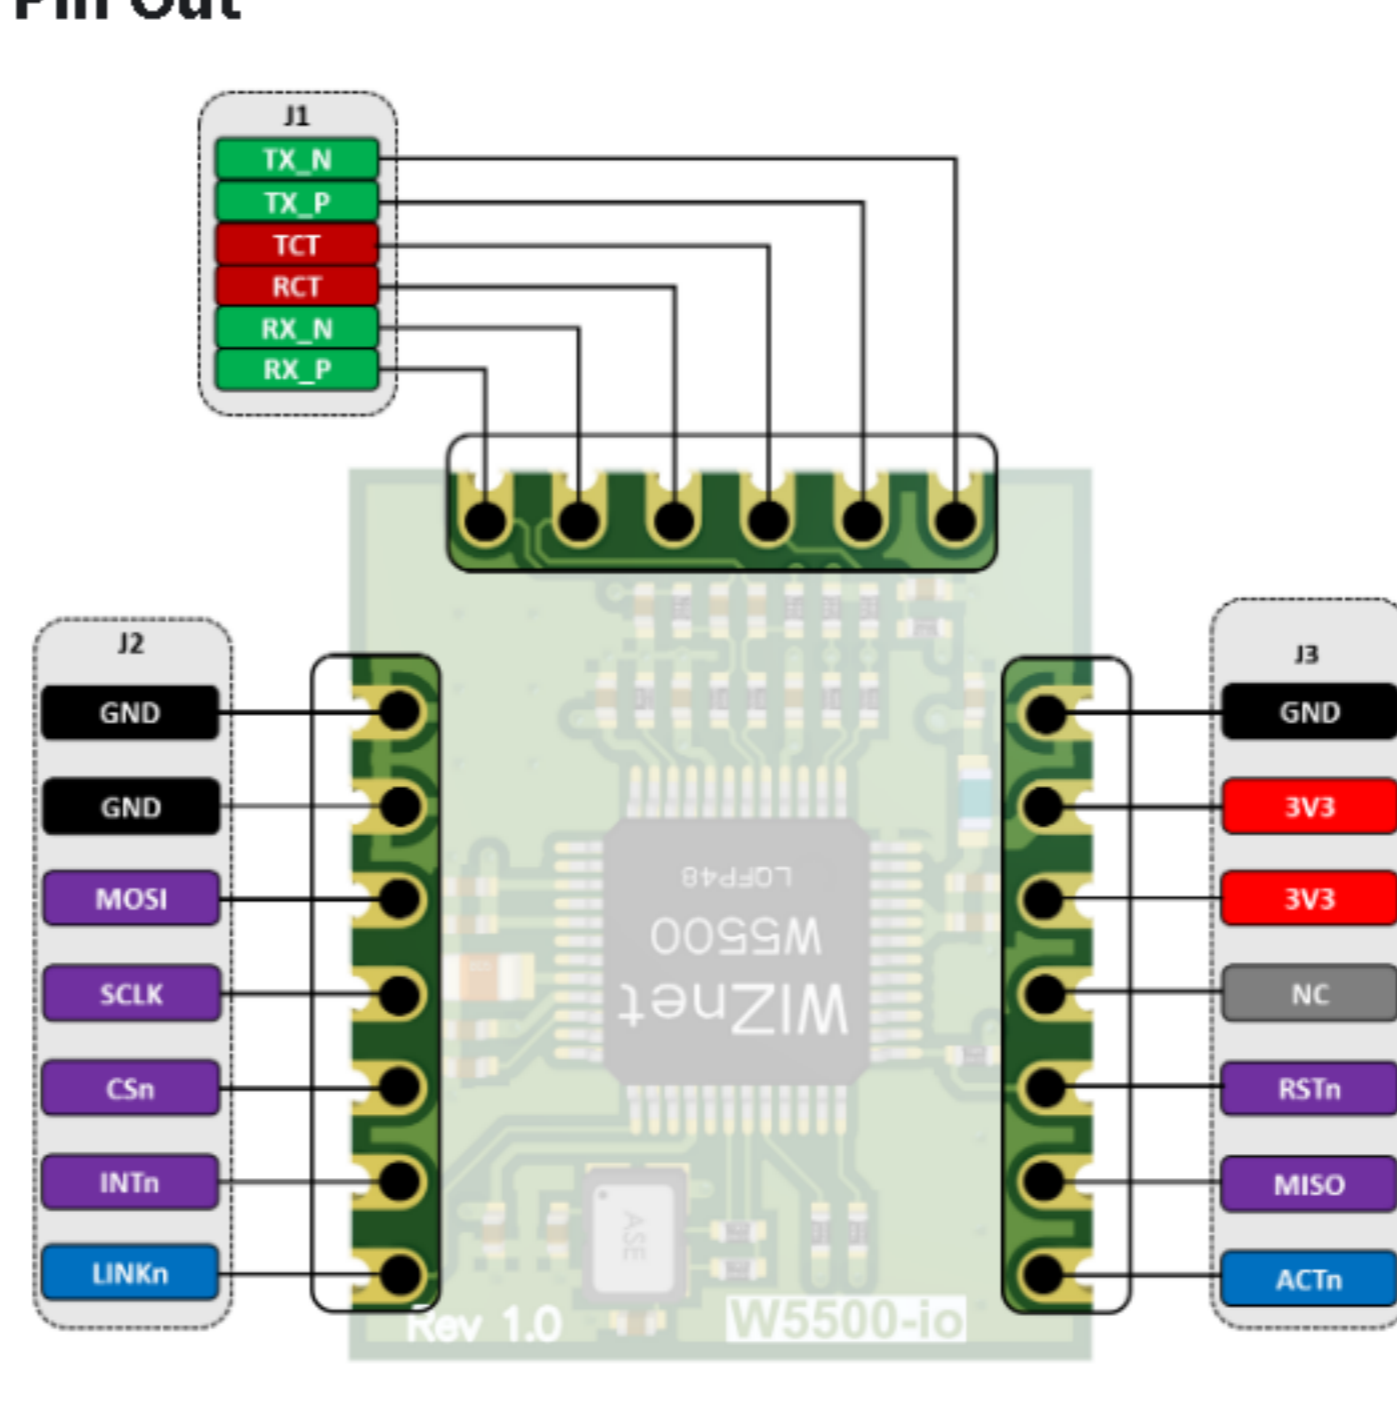 Pin Out
J1
TX_N
TX_P
TCT
RCT
RX_N
RX_P
J2
GND
GND
MOSI
SCLK
CSn
INTn
LINKn
J3
GND
3V3
3V3
NC
RSTn
MISO
ACTn
LQFP48
W5500
WIZnet
ASE
Rev 1.0
W5500-io